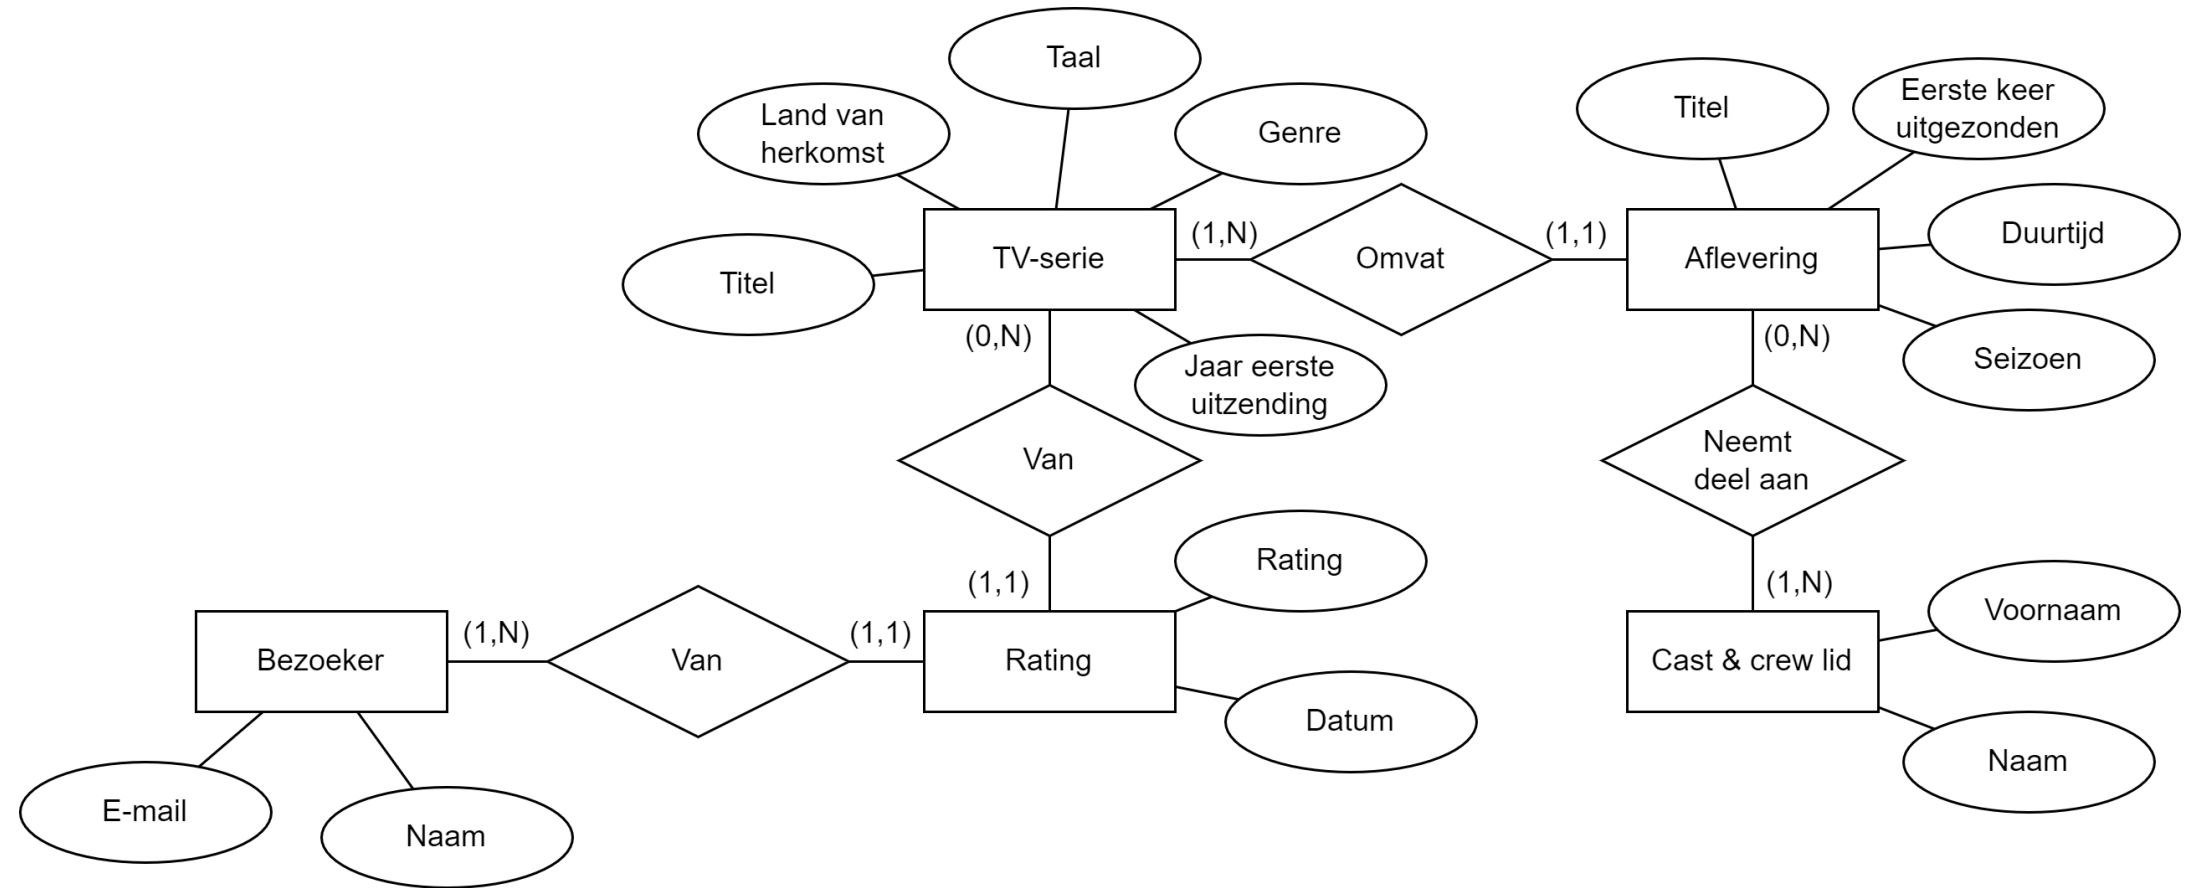 Taal
Titel
Eerste keer
uitgezonden
Land van
herkomst
Genre
Duurtijd
(1,N)
(1,1)
TV-serie
Omvat
Aflevering
Titel
(0,N)
(0,N)
Seizoen
Jaar eerste
uitzending
Van
Neemt
deel aan
Rating
(1,1)
(1,N)
Voornaam
(1,N)
(1,1)
Bezoeker
Van
Rating
Cast & crew lid
Datum
Naam
E-mail
Naam